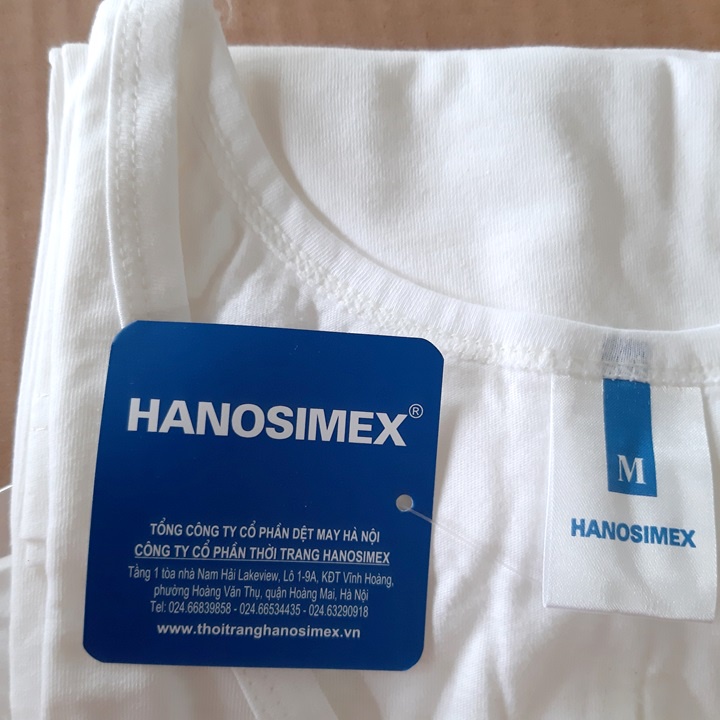 HANOSIMEX®
TỔNG CÔNG TY CỔ PHẦN DỆT MAY HÀ NỘI
CÔNG TY CỔ PHẦN THỜI TRANG HANOSIMEX
Tầng 1 tòa nhà Nam Hải Lakeview, Lô 1-9A, KĐT Vĩnh Hoàng,
phường Hoàng Văn Thụ, quận Hoàng Mai, Hà Nội
Tel: 024.66839858 - 024.66534435 - 024.63290918
www.thoitranghanosimex.vn
M
HANOSIMEX